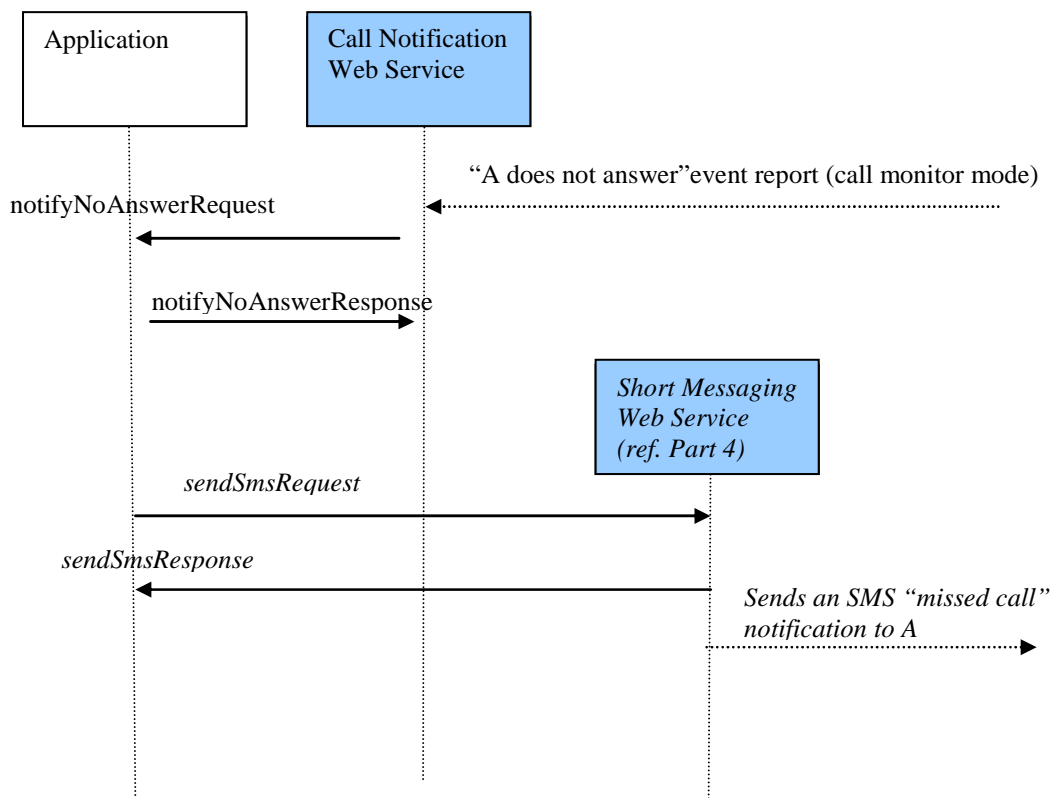 Application
Call Notification
Web Service
“A does not answer”event report (call monitor mode)
notifyNoAnswerRequest
notifyNoAnswerResponse
Short Messaging
Web Service
(ref. Part 4)
sendSmsRequest
sendSmsResponse
Sends an SMS “missed call”
notification to A